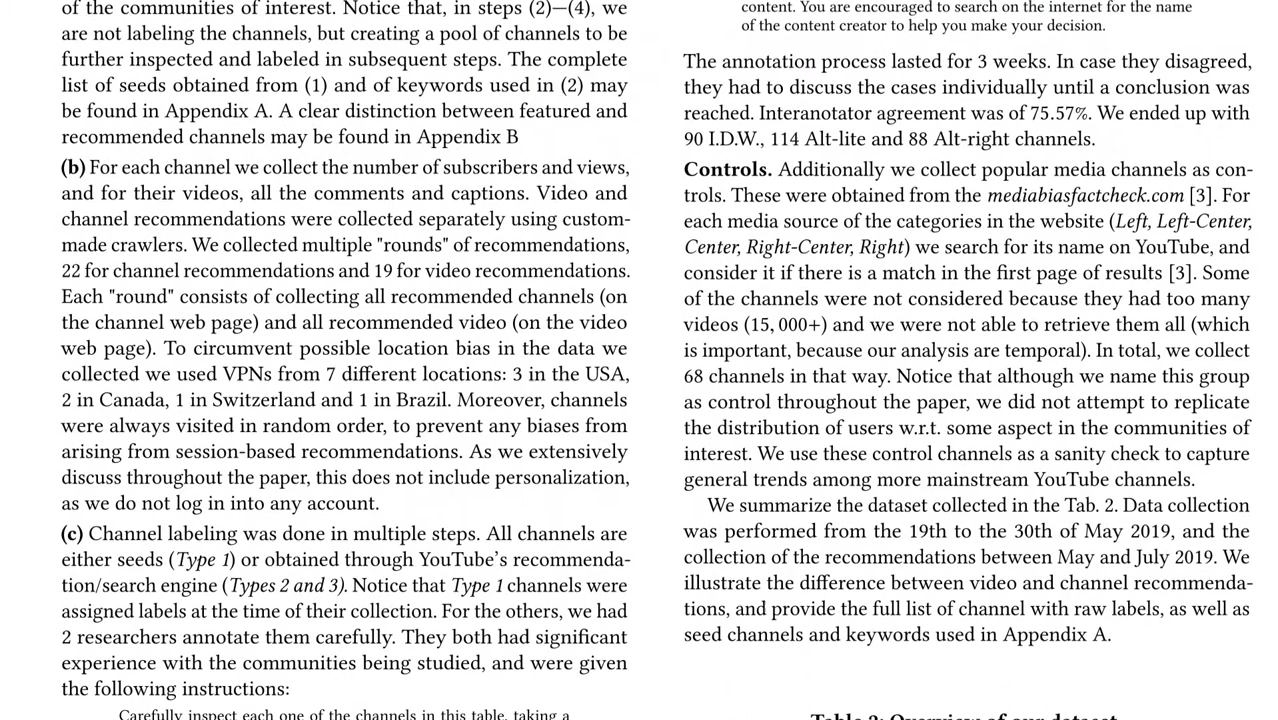 of the communities of interest. Notice that, in steps (2)—(4), we
are not labeling the channels, but creating a pool of channels to be
further inspected and labeled in subsequent steps. The complete
list of seeds obtained from (1) and of keywords used in (2) may
be found in Appendix A. A clear distinction between featured and
recommended channels may be found in Appendix B
(b) For each channel we collect the number of subscribers and views,
and for their videos, all the comments and captions. Video and
channel recommendations were collected separately using custom-
made crawlers. We collected multiple "rounds" of recommendations,
22 for channel recommendations and 19 for video recommendations.
Each "round" consists of collecting all recommended channels (on
the channel web page) and all recommended video (on the video
web page). To circumvent possible location bias in the data we
collected we used VPNs from 7 different locations: 3 in the USA,
2 in Canada, 1 in Switzerland and 1 in Brazil. Moreover, channels
were always visited in random order, to prevent any biases from
arising from session-based recommendations. As we extensively
discuss throughout the paper, this does not include personalization,
as we do not log in into any account.
(c) Channel labeling was done in multiple steps. All channels are
either seeds (Type 1) or obtained through YouTube's recommenda-
tion/search engine (Types 2 and 3). Notice that Type 1 channels were
assigned labels at the time of their collection. For the others, we had
2 researchers annotate them carefully. They both had significant
experience with the communities being studied, and were given
the following instructions:
Carefully inspect each one of the channels in this table, taking a
content. You are encouraged to search on the internet for the name
of the content creator to help you make your decision.
The annotation process lasted for 3 weeks. In case they disagreed,
they had to discuss the cases individually until a conclusion was
reached. Interanotator agreement was of 75.57%. We ended up with
90 I.D.W., 114 Alt-lite and 88 Alt-right channels.
Controls. Additionally we collect popular media channels as con-
trols. These were obtained from the mediabiasfactcheck.com [3]. For
each media source of the categories in the website (Left, Left-Center,
Center, Right-Center, Right) we search for its name on YouTube, and
consider it if there is a match in the first page of results [3]. Some
of the channels were not considered because they had too many
videos (15, 000+) and we were not able to retrieve them all (which
is important, because our analysis are temporal). In total, we collect
68 channels in that way. Notice that although we name this group
as control throughout the paper, we did not attempt to replicate
the distribution of users w.r.t. some aspect in the communities of
interest. We use these control channels as a sanity check to capture
general trends among more mainstream YouTube channels.
We summarize the dataset collected in the Tab. 2. Data collection
was performed from the 19th to the 30th of May 2019, and the
collection of the recommendations between May and July 2019. We
illustrate the difference between video and channel recommenda-
tions, and provide the full list of channel with raw labels, as well as
seed channels and keywords used in Appendix A.
Table 2: Overview of our dataset